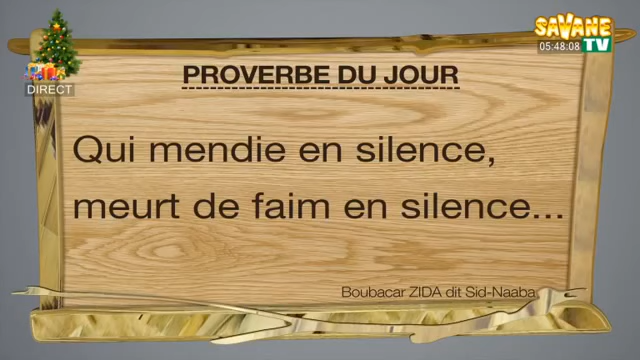 SAVANE
TV
05:48:08
DIRECT
PROVERBE DU JOUR
Qui mendie en silence,
meurt de faim en silence...
Boubacar ZIDA dit Sid-Naaba